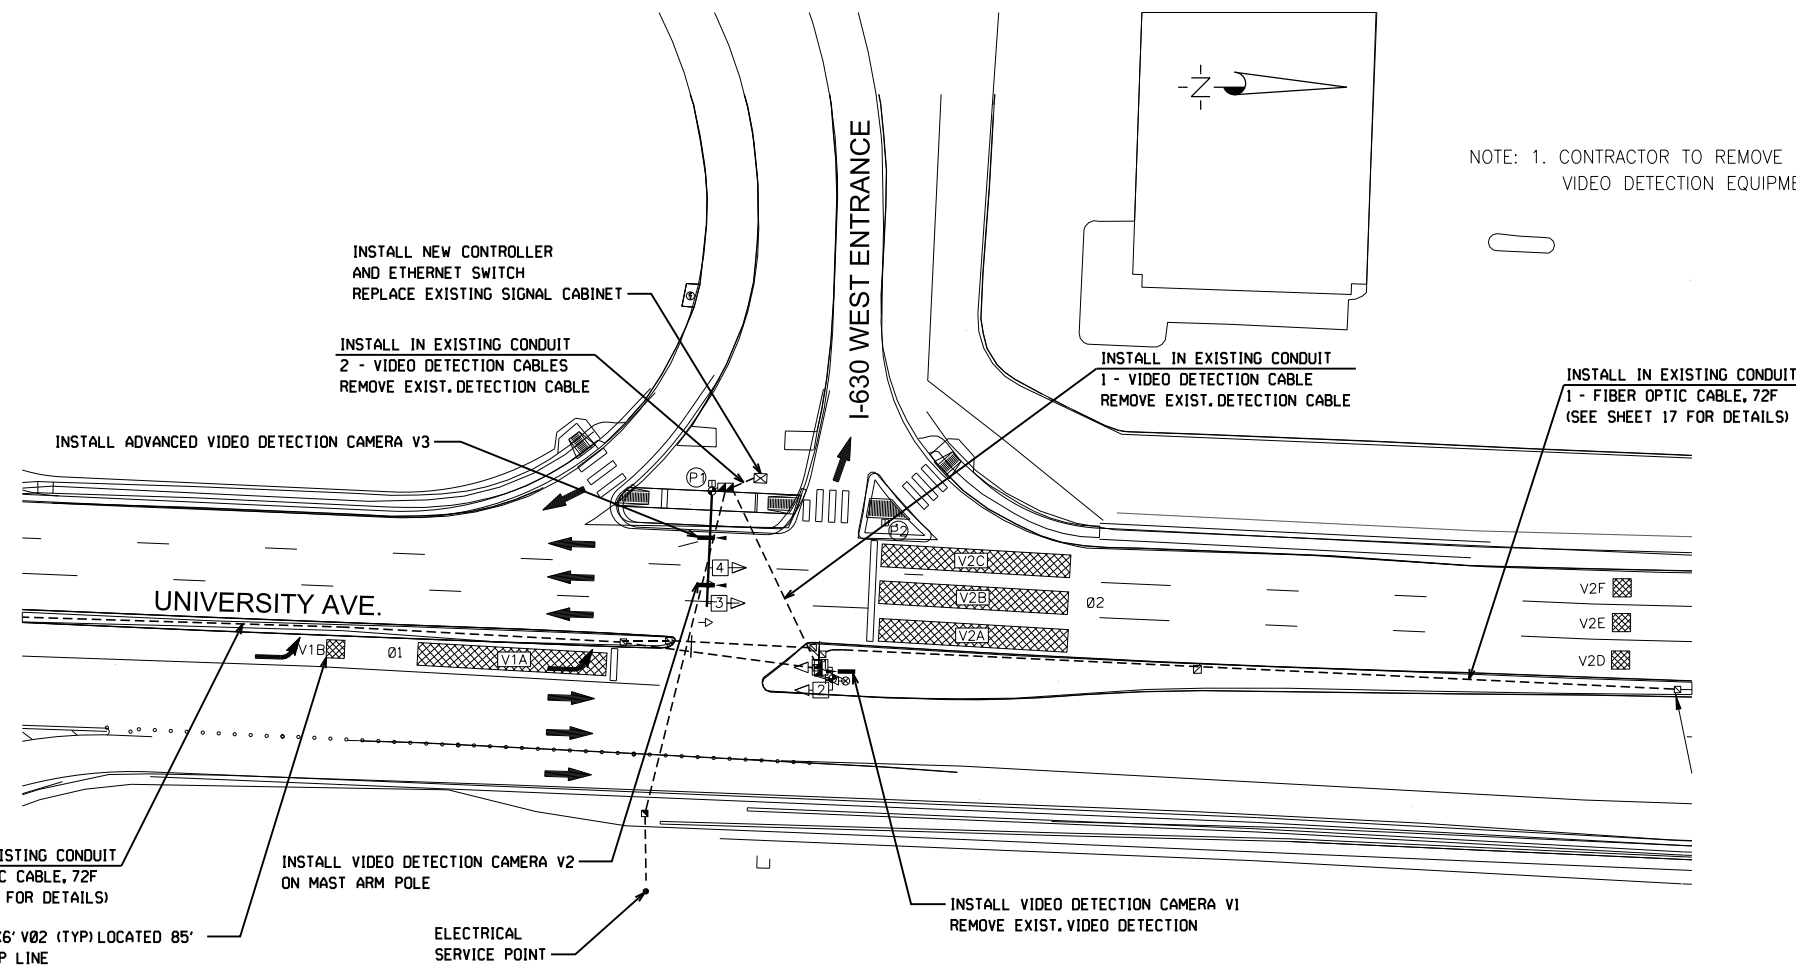 N
NOTE: 1. CONTRACTOR TO REMOVE
VIDEO DETECTION EQUIPME
I-630 WEST ENTRANCE
INSTALL NEW CONTROLLER
AND ETHERNET SWITCH
REPLACE EXISTING SIGNAL CABINET
INSTALL IN EXISTING CONDUIT
2 - VIDEO DETECTION CABLES
REMOVE EXIST. DETECTION CABLE
INSTALL IN EXISTING CONDUIT
1 - VIDEO DETECTION CABLE
REMOVE EXIST. DETECTION CABLE
INSTALL IN EXISTING CONDUIT
1 - FIBER OPTIC CABLE, 72F
(SEE SHEET 17 FOR DETAILS)
INSTALL ADVANCED VIDEO DETECTION CAMERA V3
P1
P2
V2C
V2B
V2A
Ø2
V2F
V2E
V2D
4
3
2
UNIVERSITY AVE.
V1B
Ø1
V1A
ISTING CONDUIT
C CABLE, 72F
FOR DETAILS)
6' VØ2 (TYP) LOCATED 85'
P LINE
INSTALL VIDEO DETECTION CAMERA V2
ON MAST ARM POLE
ELECTRICAL
SERVICE POINT
INSTALL VIDEO DETECTION CAMERA V1
REMOVE EXIST. VIDEO DETECTION